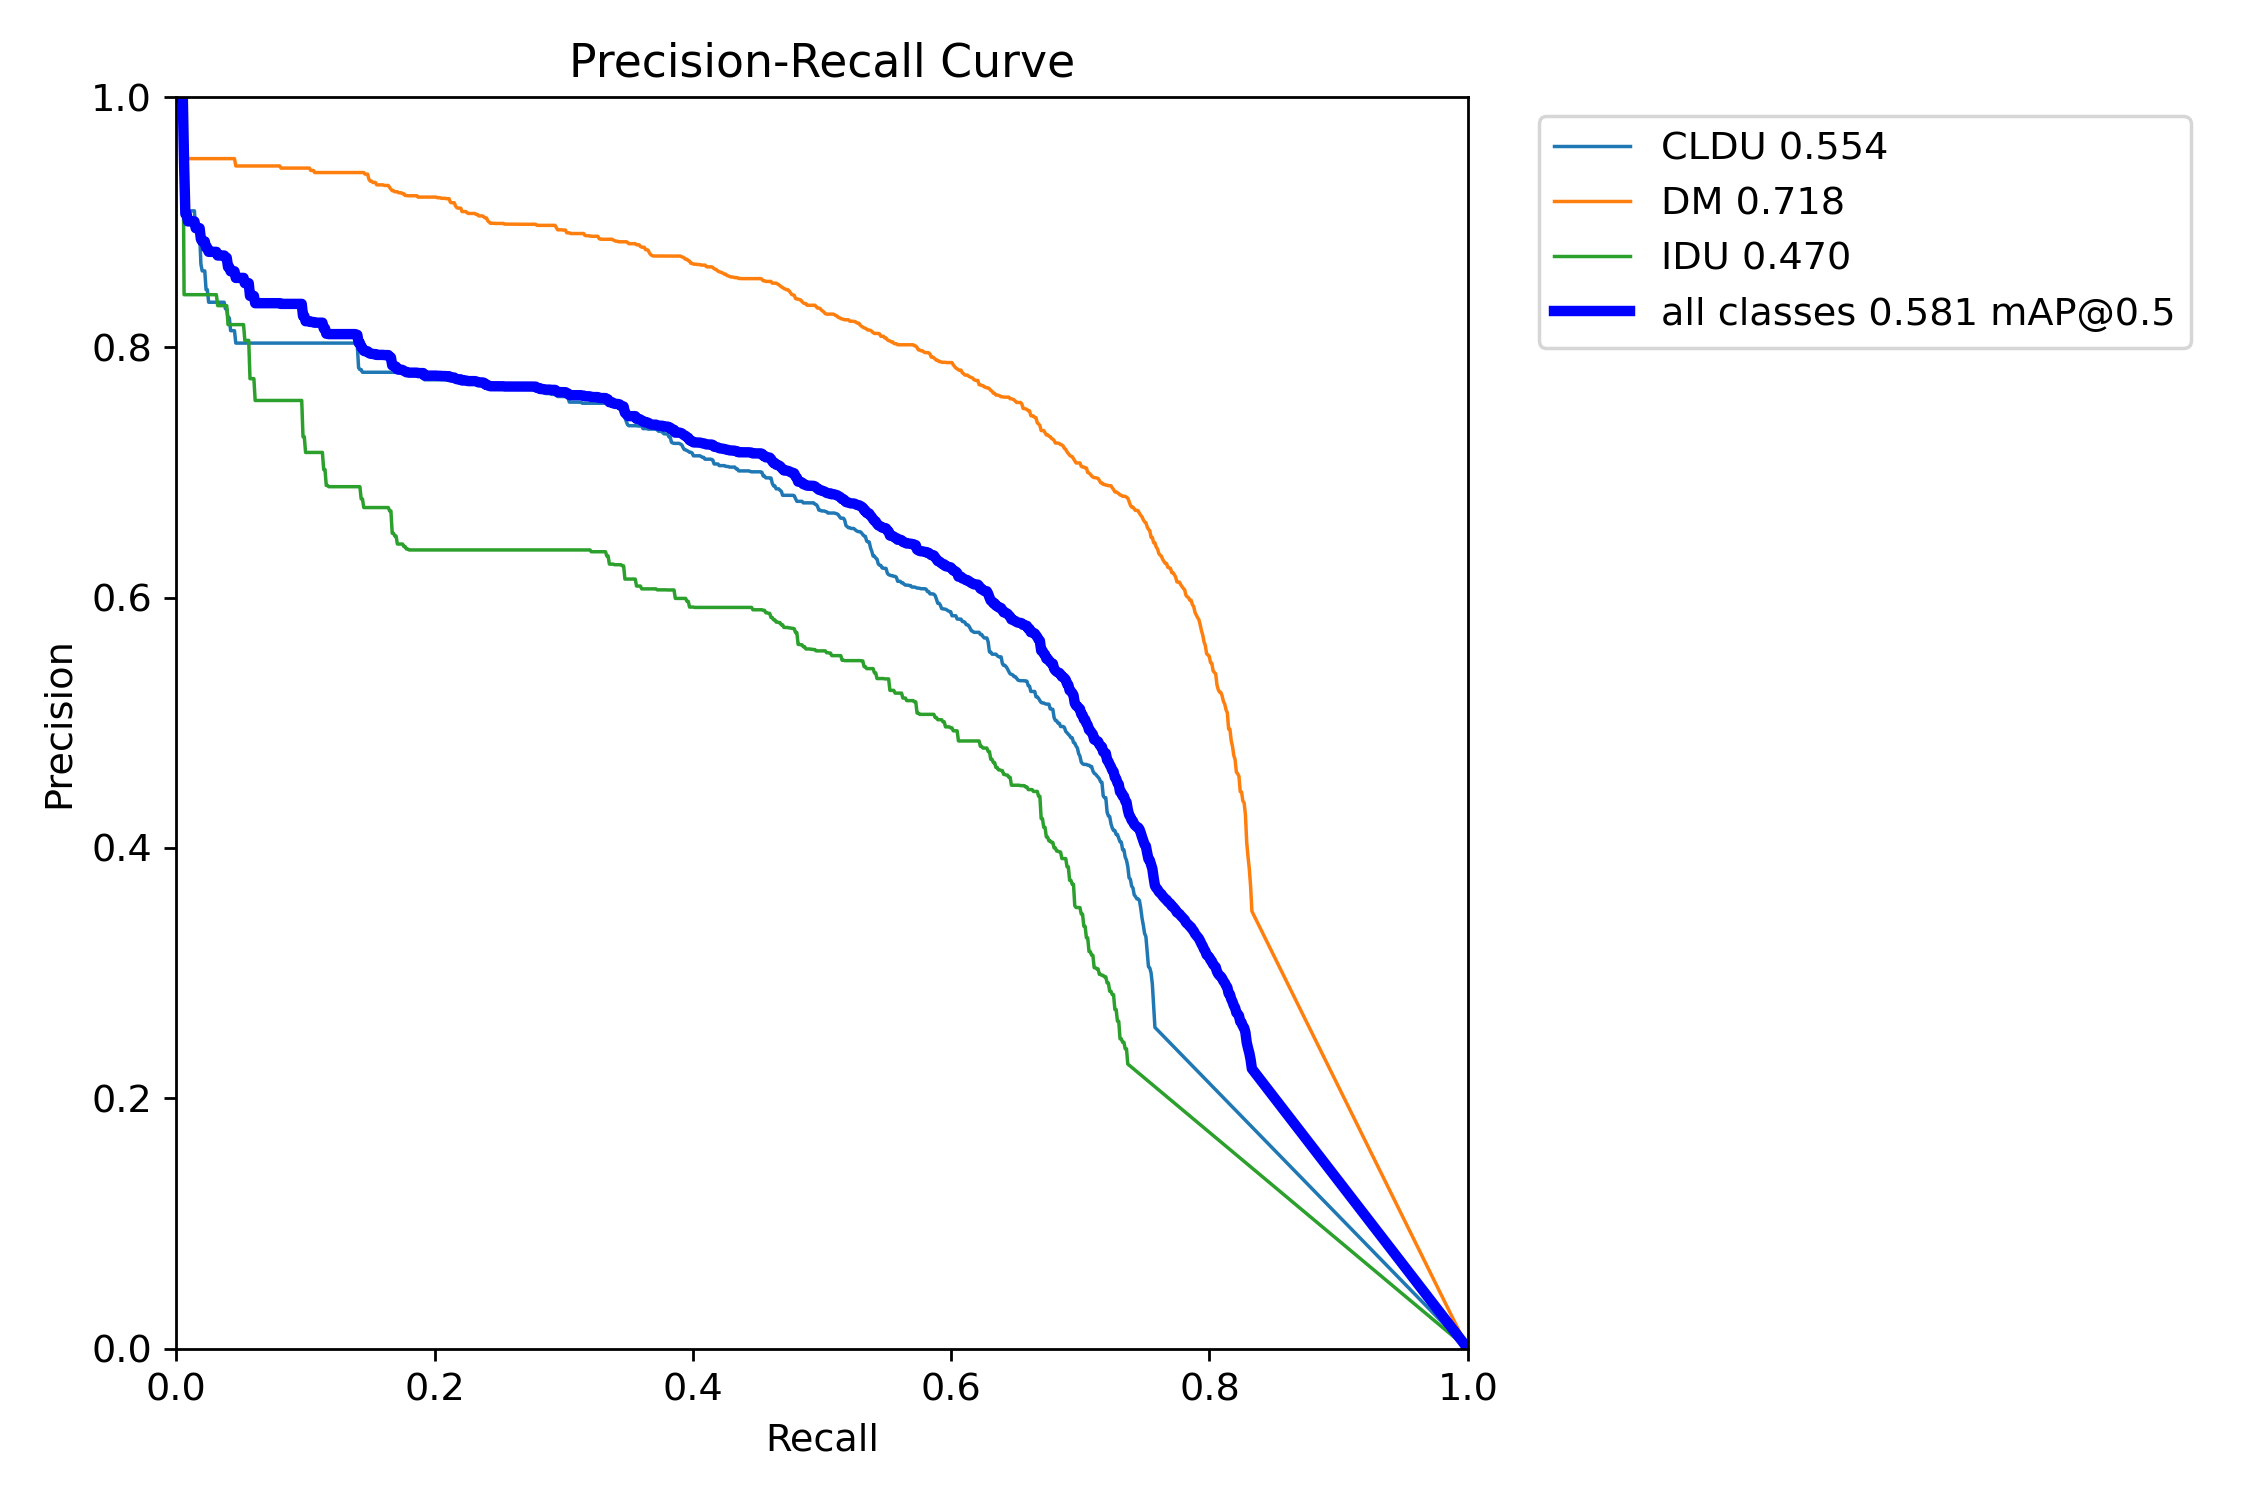 Precision-Recall Curve
1.0
0.8
0.6
0.4
0.2
0.0
Precision
0.0 0.2 0.4 0.6 0.8 1.0
Recall
CLDU 0.554
DM 0.718
IDU 0.470
all classes 0.581 mAP@0.5